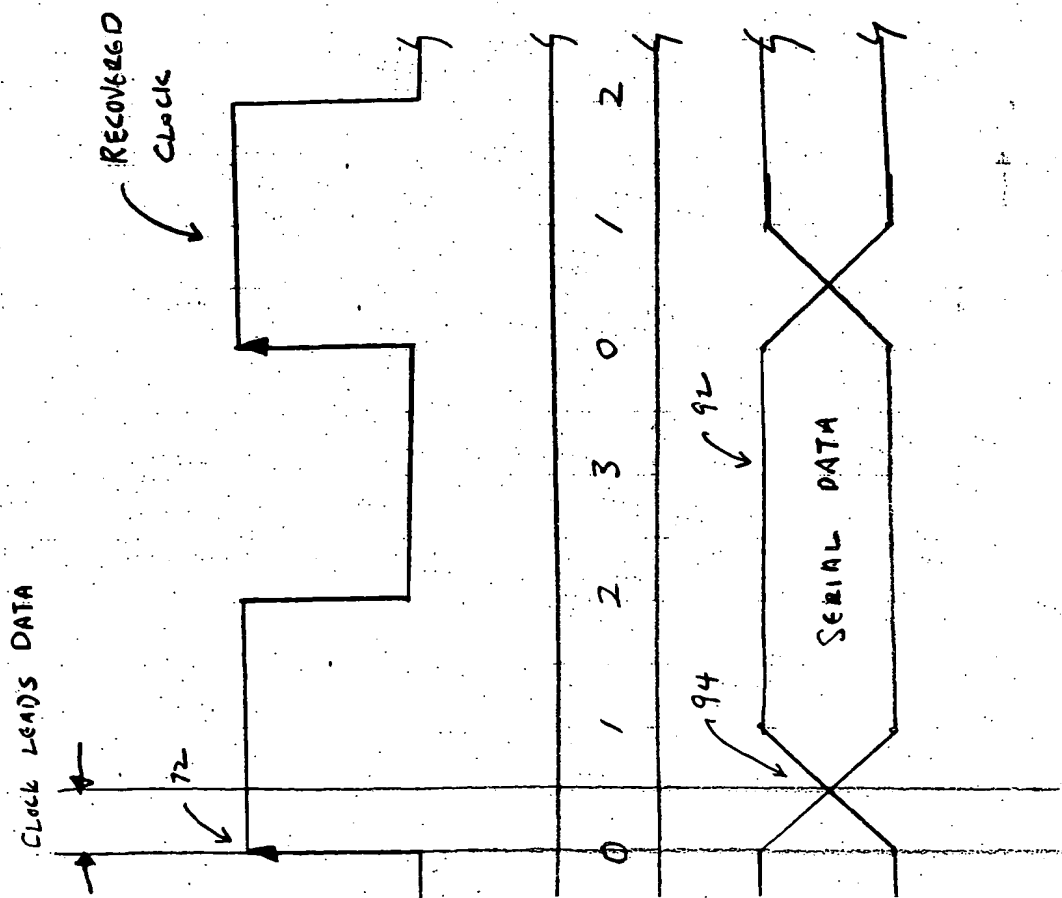 CLOCK LEADS DATA
72
RECOVERED
CLOCK
0 1 2 3 0 1 2
94
92
SERIAL DATA